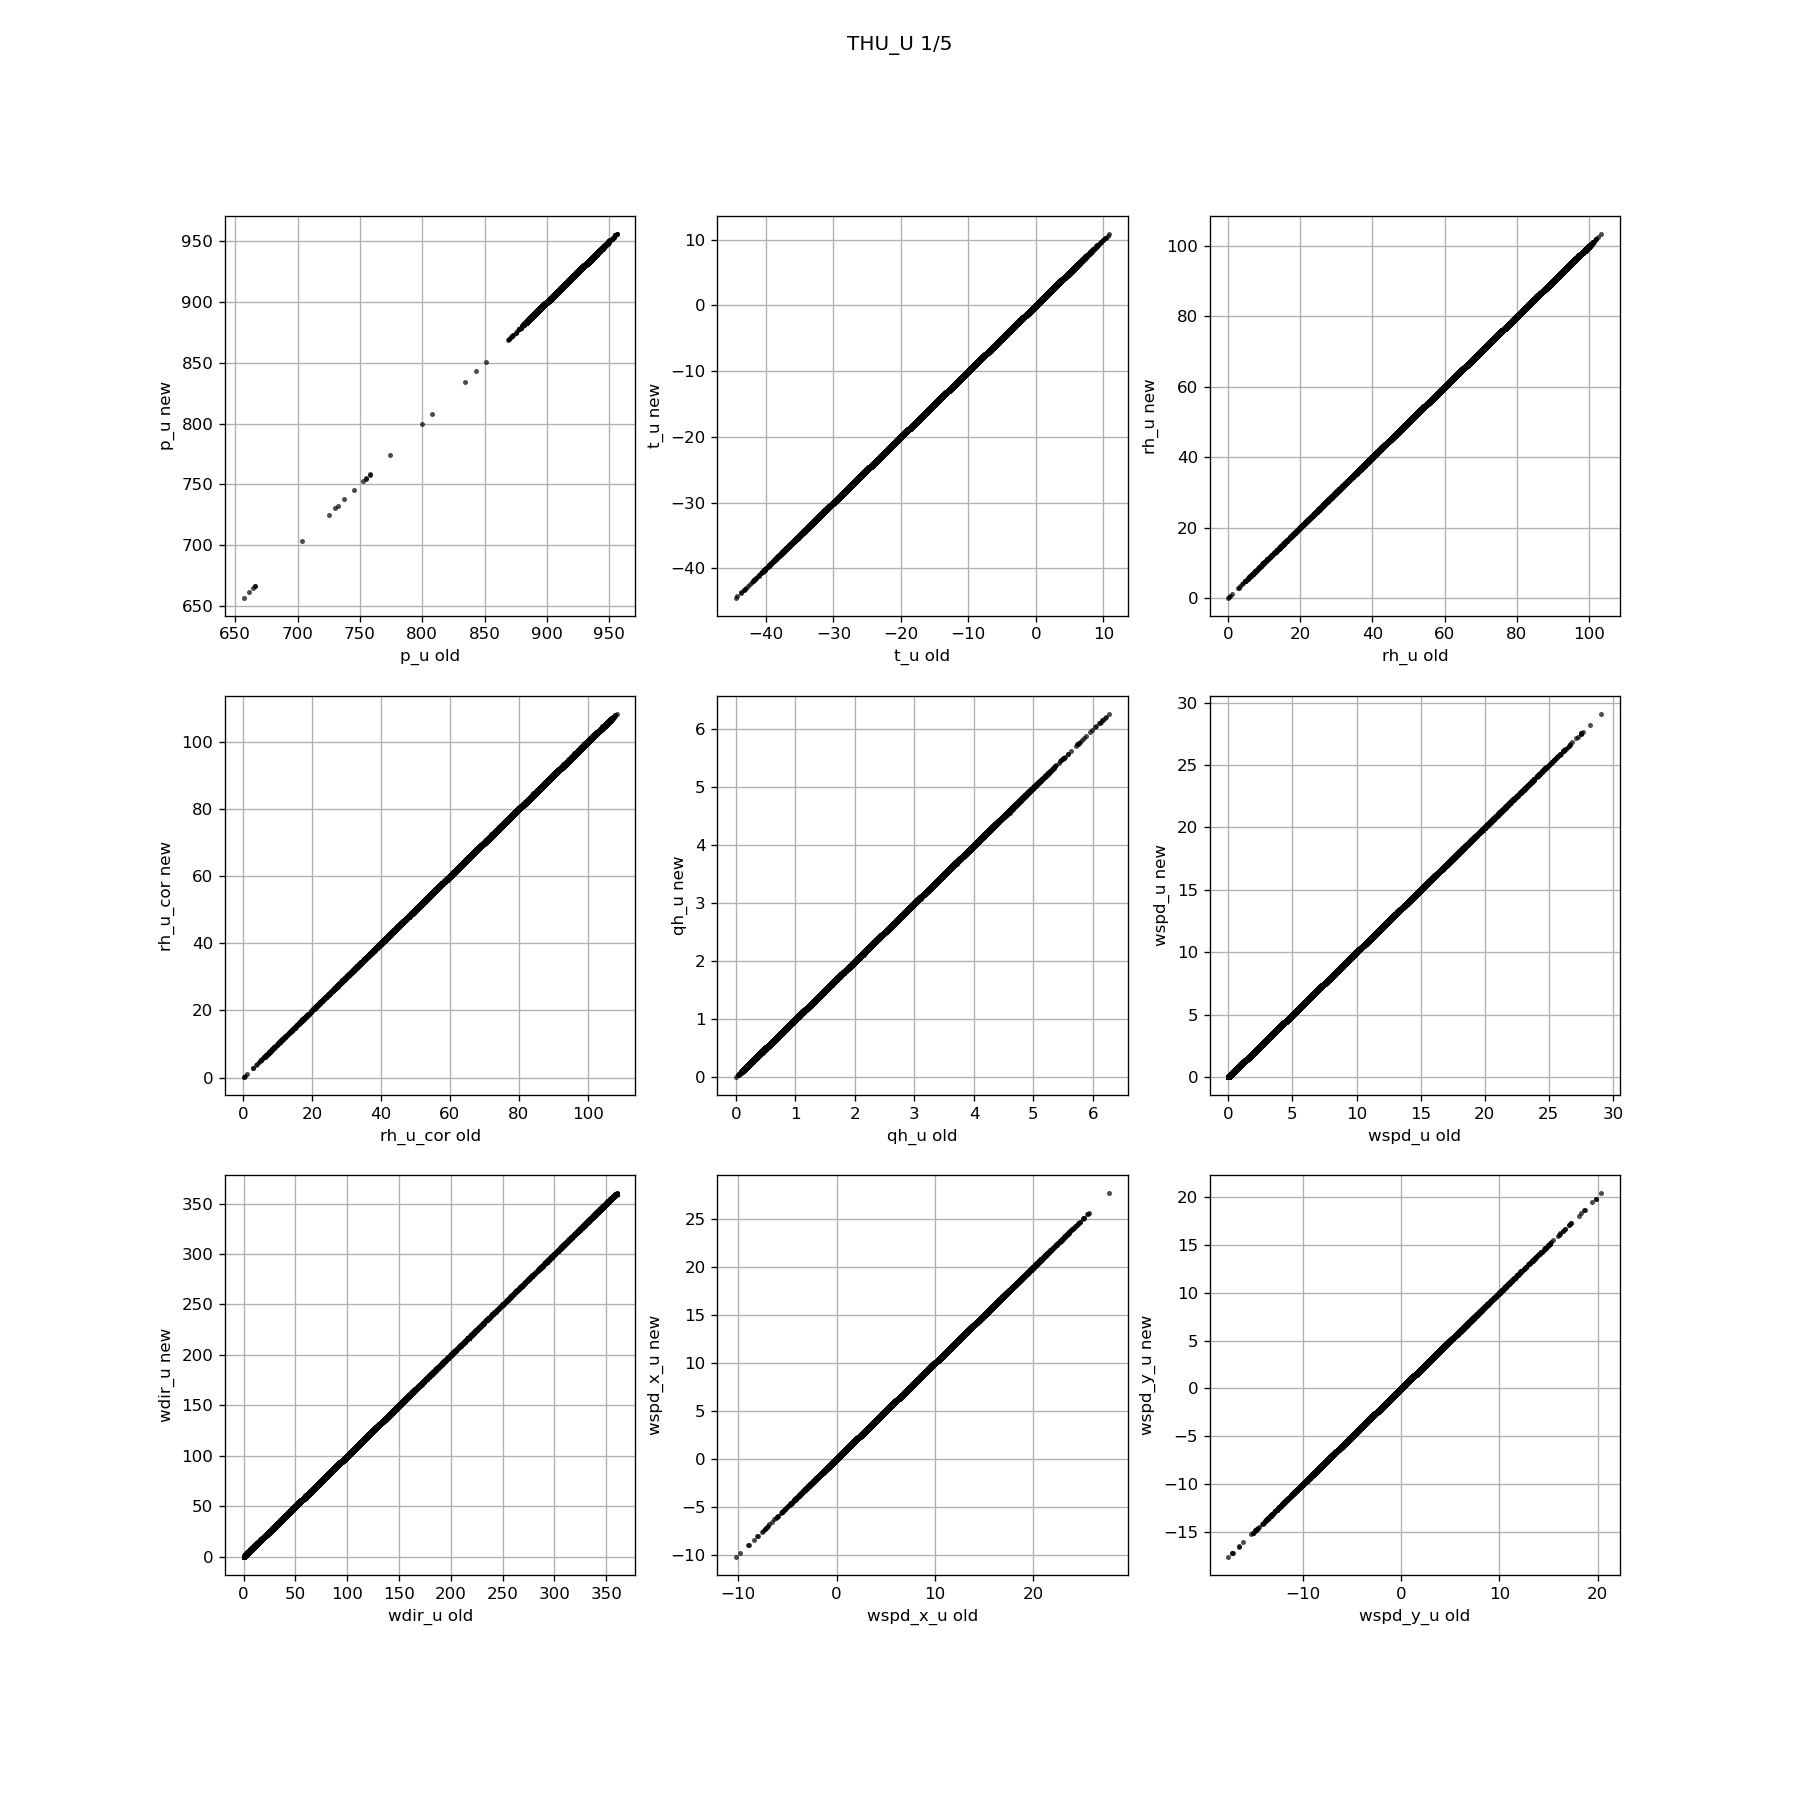 THU_U 1/5
950
900
850
800
750
700
650
p_u new
650 700 750 800 850 900 950
p_u old
10
0
−10
−20
−30
−40
t_u new
−40 −30 −20 −10 0 10
t_u old
100
80
60
40
20
0
rh_u new
0 20 40 60 80 100
rh_u old
100
80
60
40
20
0
rh_u_cor new
0 20 40 60 80 100
rh_u_cor old
6
5
4
3
2
1
0
qh_u new
0 1 2 3 4 5 6
qh_u old
30
25
20
15
10
5
0
wspd_u new
0 5 10 15 20 25 30
wspd_u old
350
300
250
200
150
100
50
0
wdir_u new
0 50 100 150 200 250 300 350
wdir_u old
25
20
15
10
5
0
−5
−10
wspd_x_u new
−10 0 10 20
wspd_x_u old
20
15
10
5
0
−5
−10
−15
wspd_y_u new
−10 0 10 20
wspd_y_u old